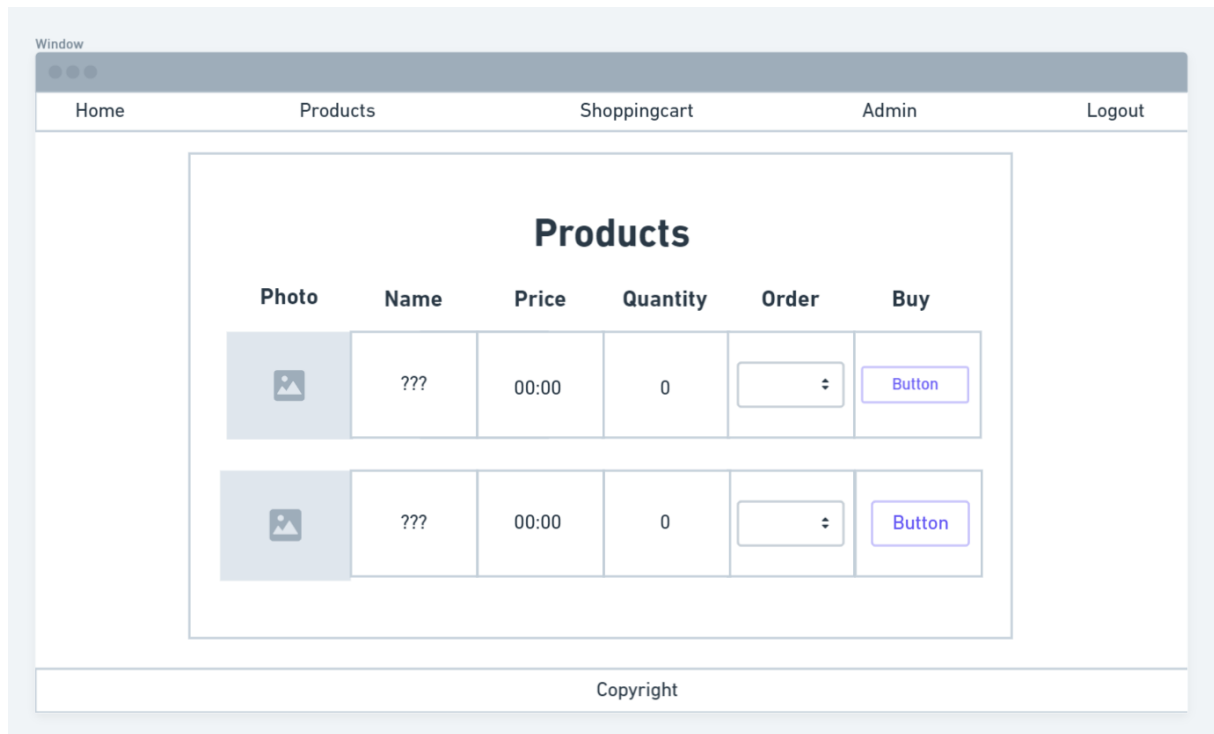 Window
Home Products Shoppingcart Admin Logout
Products
Photo Name Price Quantity Order Buy
??? 00:00 0 Button
??? 00:00 0 Button
Copyright